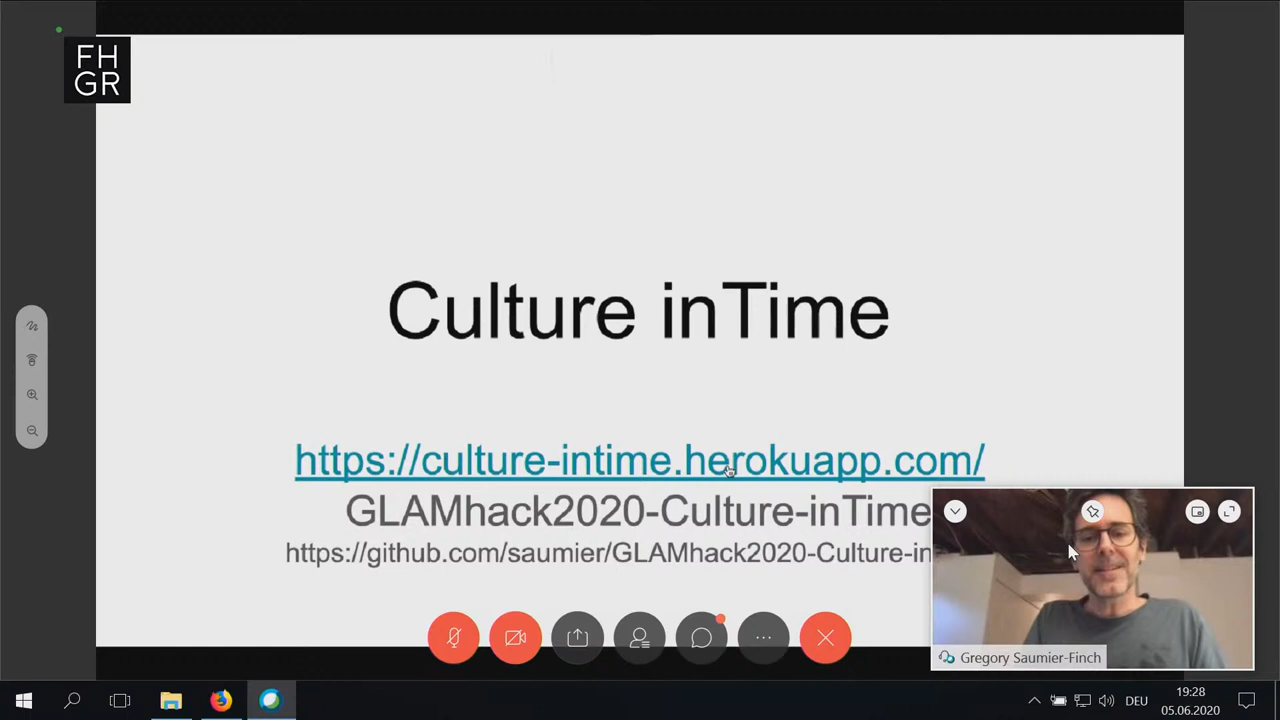 FH
GR
Culture inTime
https://culture-intime.herokuapp.com/
GLAMhack2020-Culture-inTime
https://github.com/saumier/GLAMhack2020-Culture-in
Gregory Saumier-Finch
DEU
19:28
05.06.2020